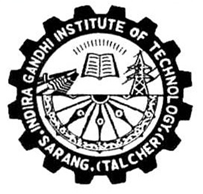 INDIRA GANDHI INSTITUTE OF TECHNOLOGY,
SARANG, (TALCHER)